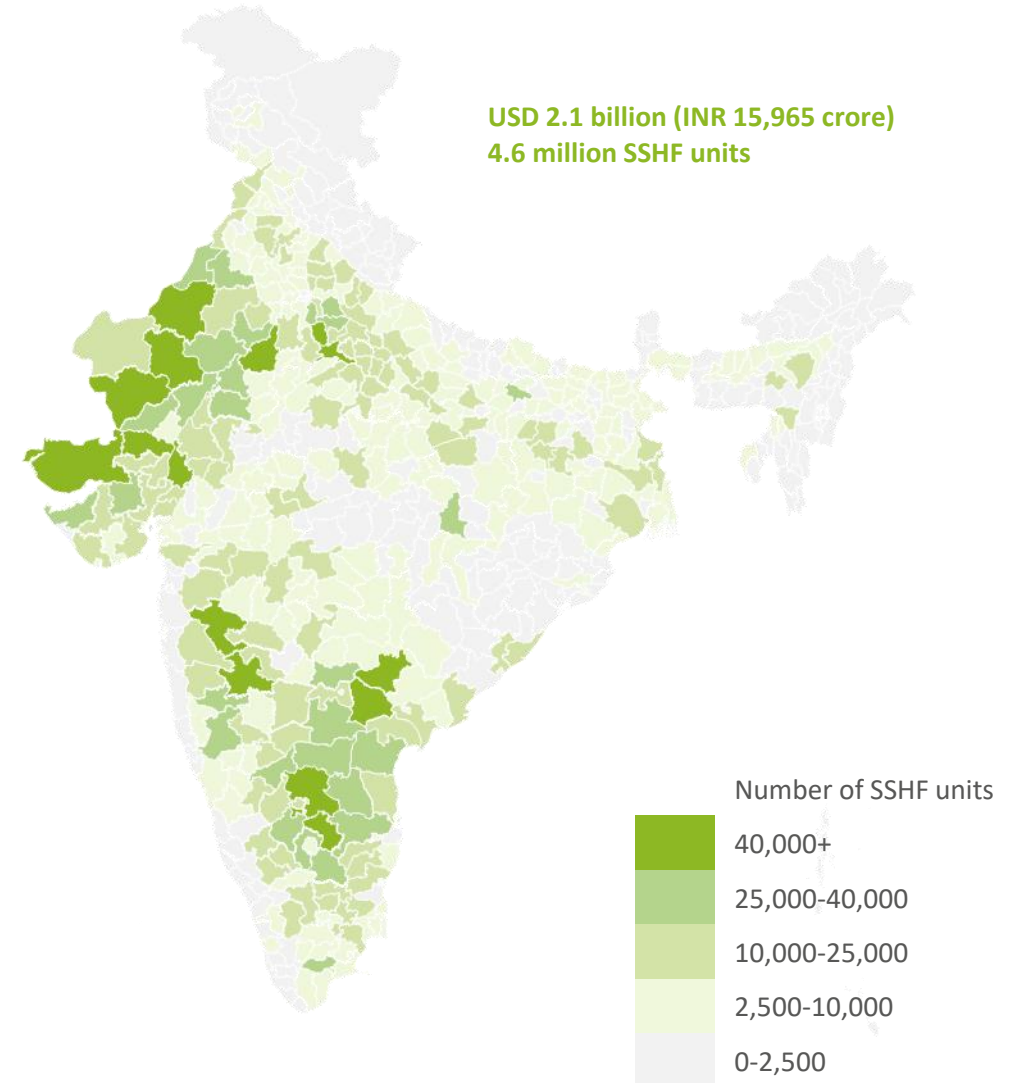 USD 2.1 billion (INR 15,965 crore)
4.6 million SSHF units
Number of SSHF units
40,000+
25,000-40,000
10,000-25,000
2,500-10,000
0-2,500